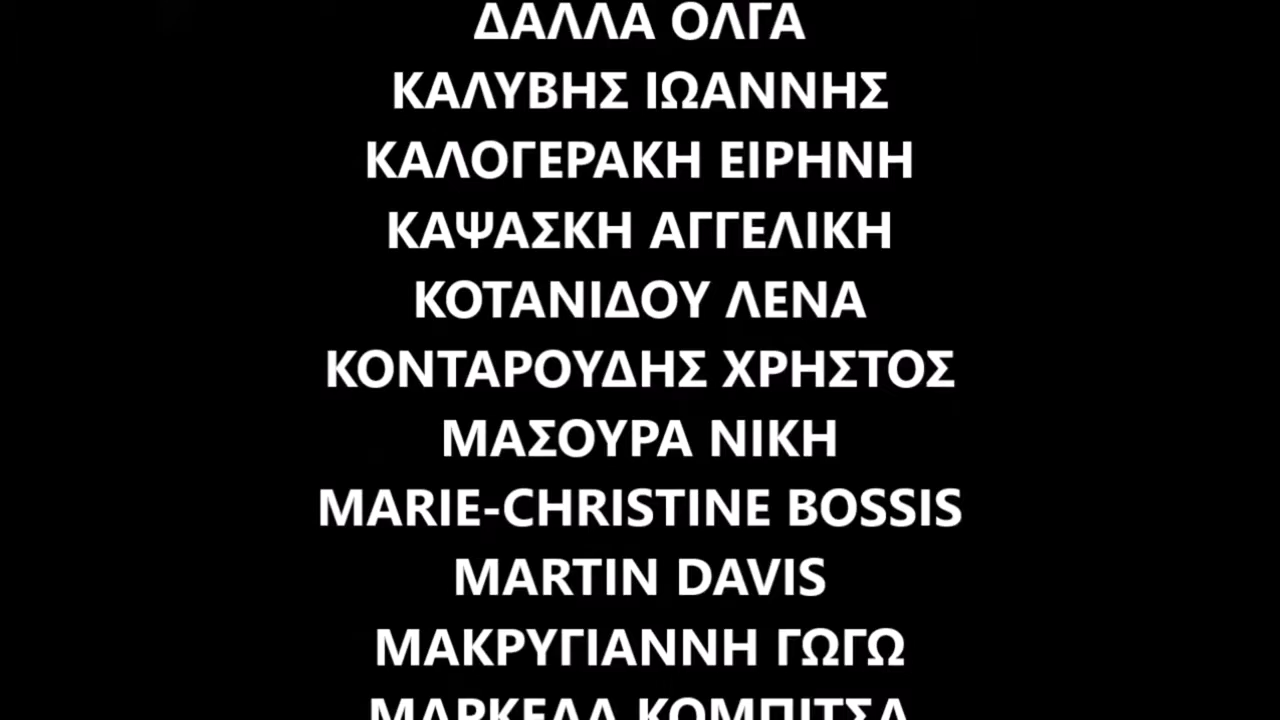 ΔΑΛΛΑ ΟΛΓΑ
ΚΑΛΥΒΗΣ ΙΩΑΝΝΗΣ
ΚΑΛΟΓΕΡΑΚΗ ΕΙΡΗΝΗ
ΚΑΨΑΣΚΗ ΑΓΓΕΛΙΚΗ
ΚΟΤΑΝΙΔΟΥ ΛΕΝΑ
ΚΟΝΤΑΡΟΥΔΗΣ ΧΡΗΣΤΟΣ
ΜΑΣΟΥΡΑ ΝΙΚΗ
MARIE-CHRISTINE BOSSIS
MARTIN DAVIS
ΜΑΚΡΥΓΙΑΝΝΗ ΓΩΓΩ
ΚΟΜΠΙΤΣΑ